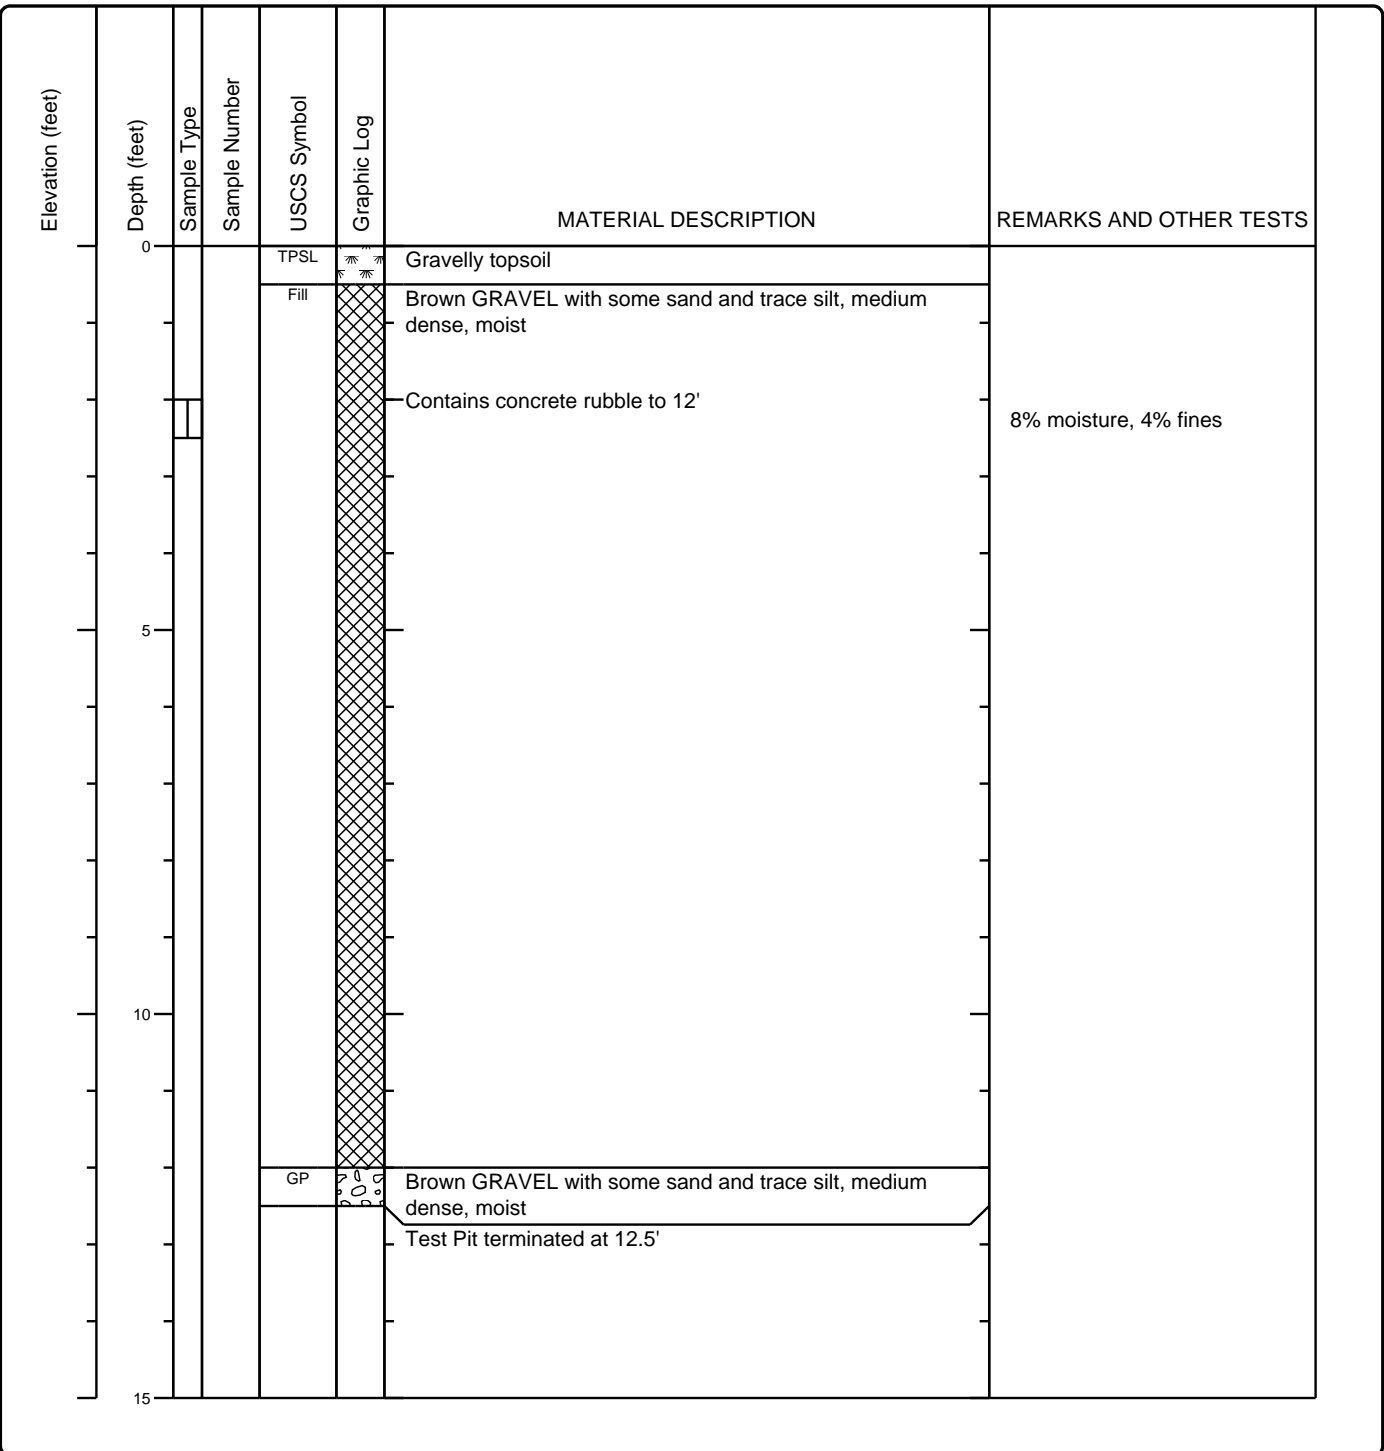 Elevation (feet)
Depth (feet)
Sample Type
Sample Number
USCS Symbol
Graphic Log
MATERIAL DESCRIPTION
REMARKS AND OTHER TESTS
0
TPSL
Gravelly topsoil
Fill
Brown GRAVEL with some sand and trace silt, medium
dense, moist
Contains concrete rubble to 12'
8% moisture, 4% fines
5
10
GP
Brown GRAVEL with some sand and trace silt, medium
dense, moist
Test Pit terminated at 12.5'
15